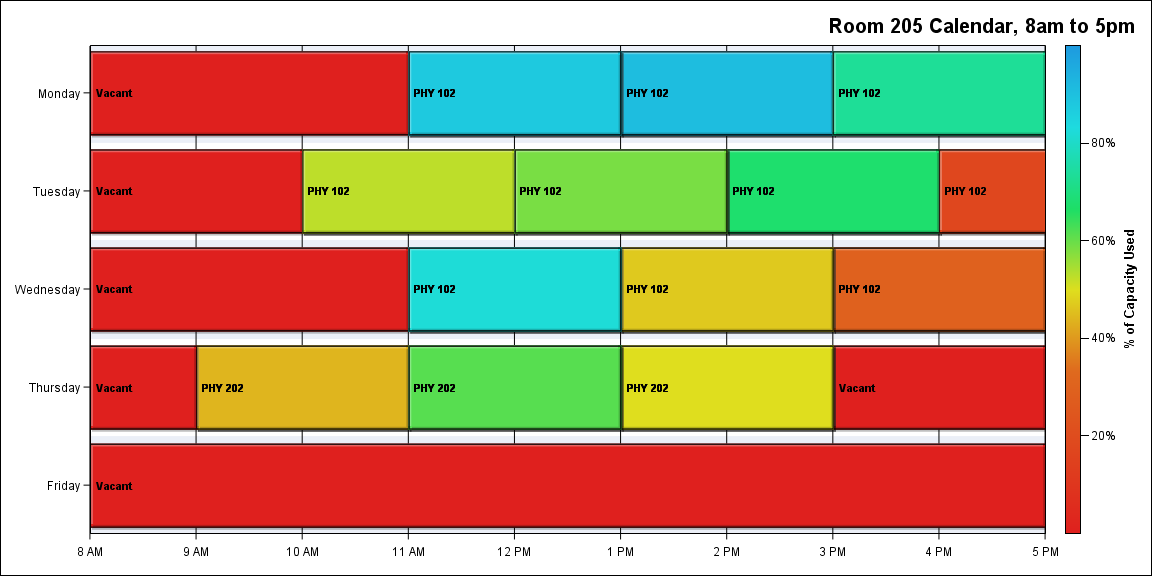 Room 205 Calendar, 8am to 5pm
Monday
Vacant
PHY 102
PHY 102
PHY 102
Tuesday
Vacant
PHY 102
PHY 102
PHY 102
PHY 102
Wednesday
Vacant
PHY 102
PHY 102
PHY 102
Thursday
Vacant
PHY 202
PHY 202
PHY 202
Vacant
Friday
Vacant
8 AM
9 AM
10 AM
11 AM
12 PM
1 PM
2 PM
3 PM
4 PM
5 PM
80%
60%
40%
20%
% of Capacity Used